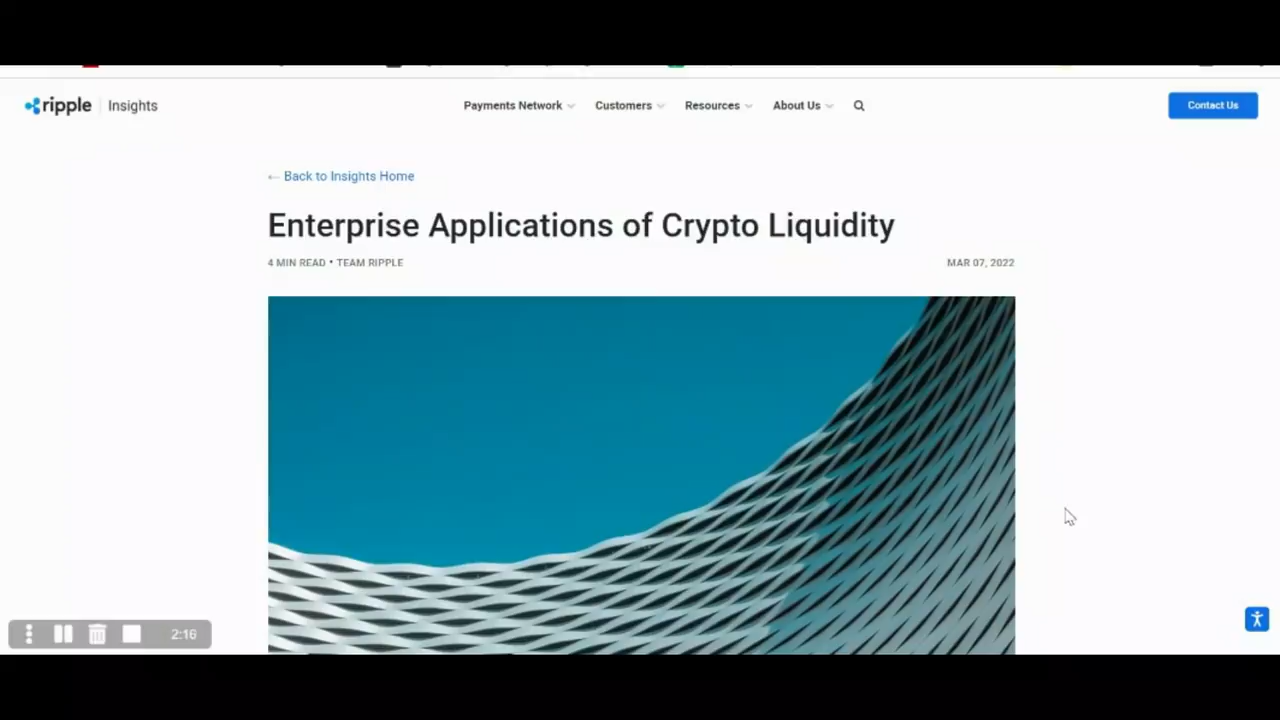 ripple Insights Payments Network Customers Resources About Us Contact Us
← Back to Insights Home
Enterprise Applications of Crypto Liquidity
4 MIN READ • TEAM RIPPLE MAR 07, 2022
2:16